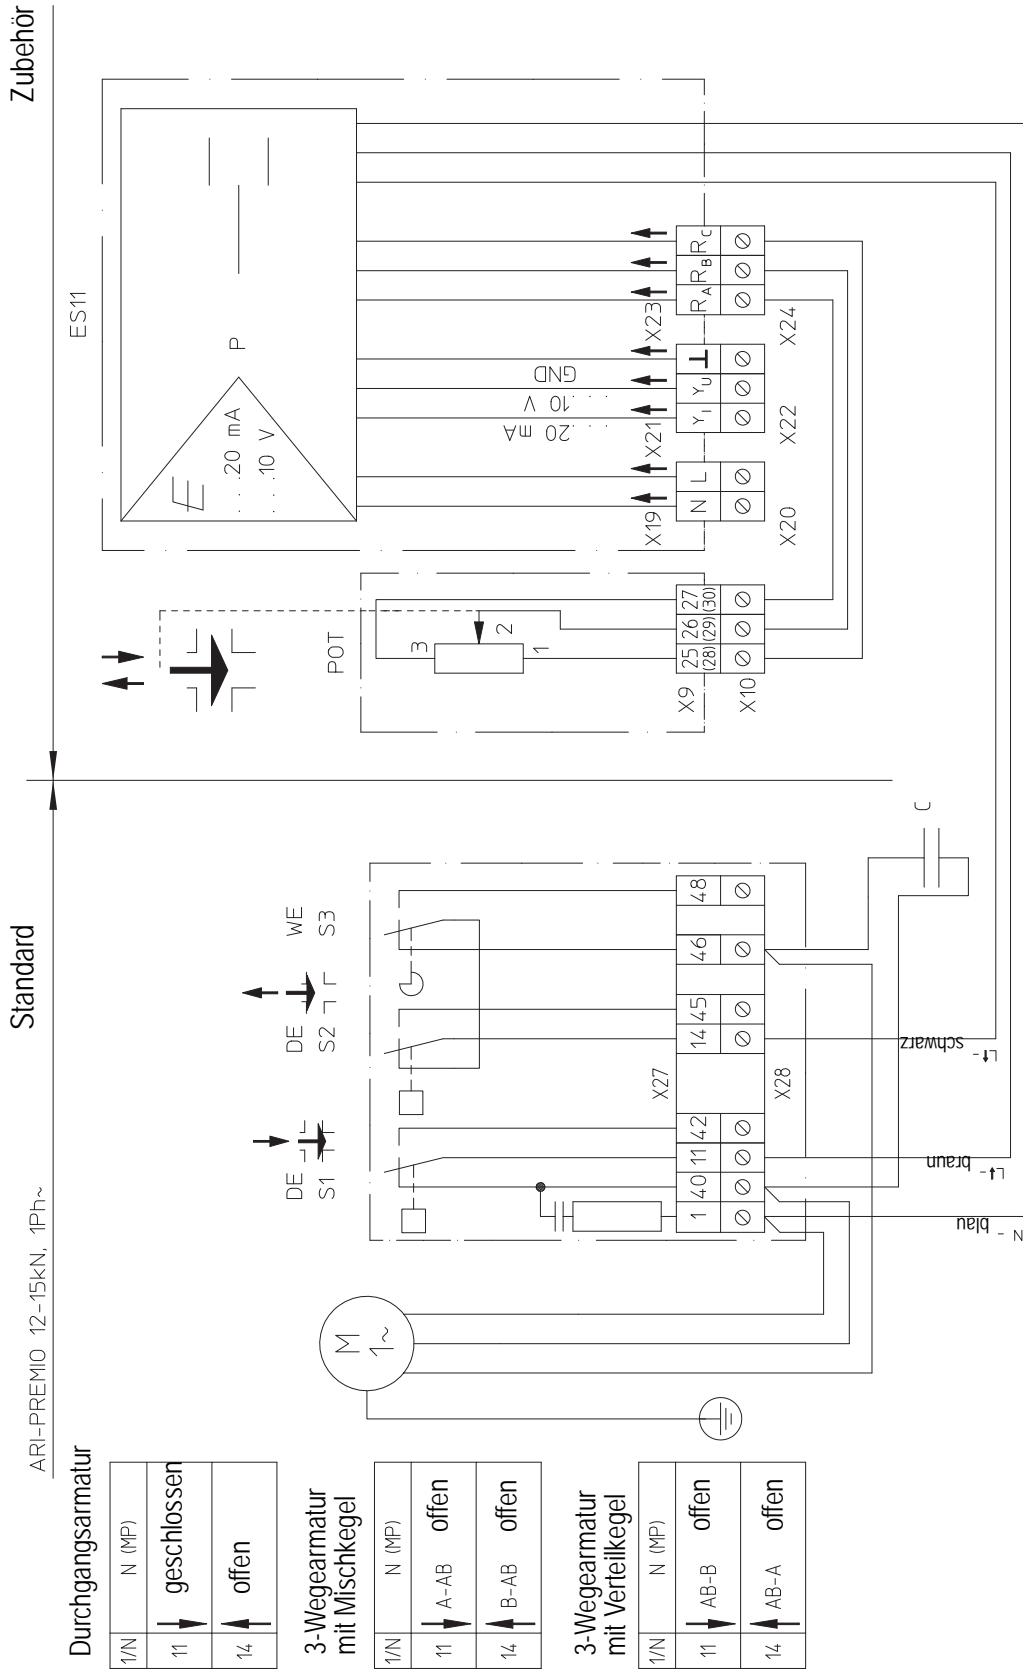 Standard
Zubehör
ARI-PREMIO 12-15kN, 1Ph~
Durchgangsarmatur
1/N N (MP)
11 geschlossen
14 offen
3-Wegearmatur
mit Mischkegel
1/N N (MP)
11 A-AB offen
14 B-AB offen
3-Wegearmatur
mit Verteilkegel
1/N N (MP)
11 AB-B offen
14 AB-A offen
M
1~
DE
S1
DE
S2
WE
S3
X27
1 40 11 42 14 45 46 48
X28
C
blau
N -
braun
L -
schwarz
L -
POT
3
2
1
X9
25 26 27
(28) (29) (30)
X10
ES11
E
...20 mA
...10 V
P
...20 mA
...10 V
GND
X19
X21
X23
N L
YI YU
RA RB RC
X20
X22
X24